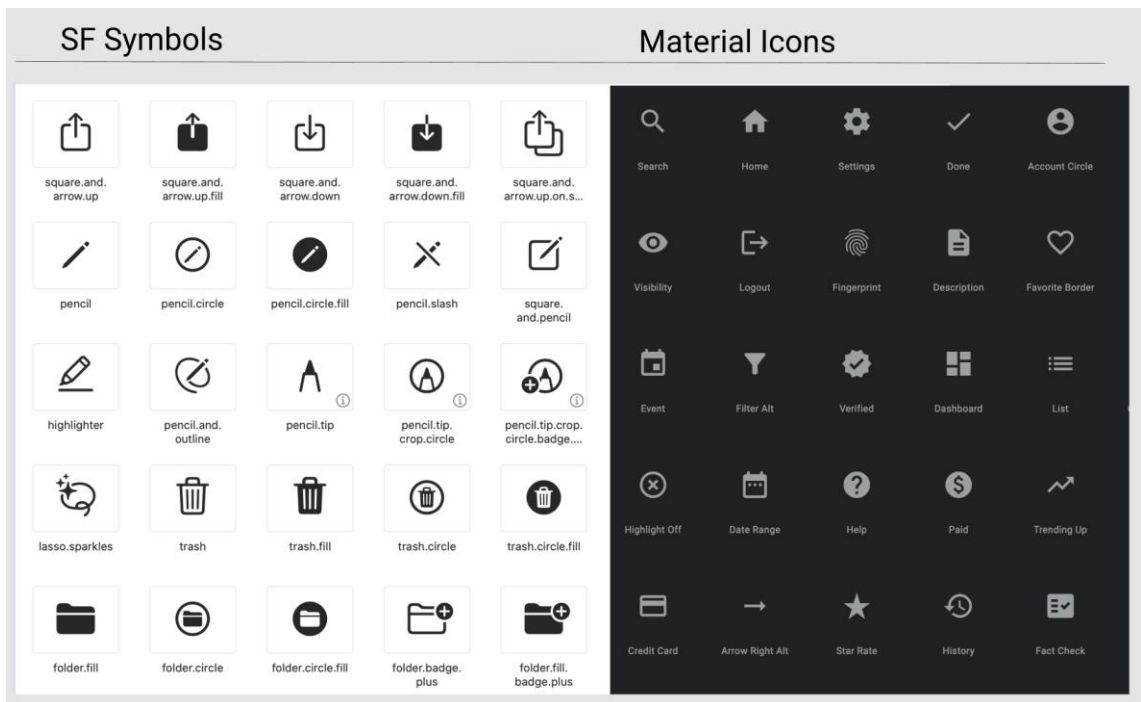 SF Symbols
Material Icons
square.and.
arrow.up
square.and.
arrow.up.fill
square.and.
arrow.down
square.and.
arrow.down.fill
square.and.
arrow.up.on.s...
pencil
pencil.circle
pencil.circle.fill
pencil.slash
square.
and.pencil
highlighter
pencil.and.
outline
pencil.tip
pencil.tip.
crop.circle
pencil.tip.crop.
circle.badge....
lasso.sparkles
trash
trash.fill
trash.circle
trash.circle.fill
folder.fill
folder.circle
folder.circle.fill
folder.badge.
plus
folder.fill.
badge.plus
Search
Home
Settings
Done
Account Circle
Visibility
Logout
Fingerprint
Description
Favorite Border
Event
Filter Alt
Verified
Dashboard
List
Highlight Off
Date Range
Help
Paid
Trending Up
Credit Card
Arrow Right Alt
Star Rate
History
Fact Check